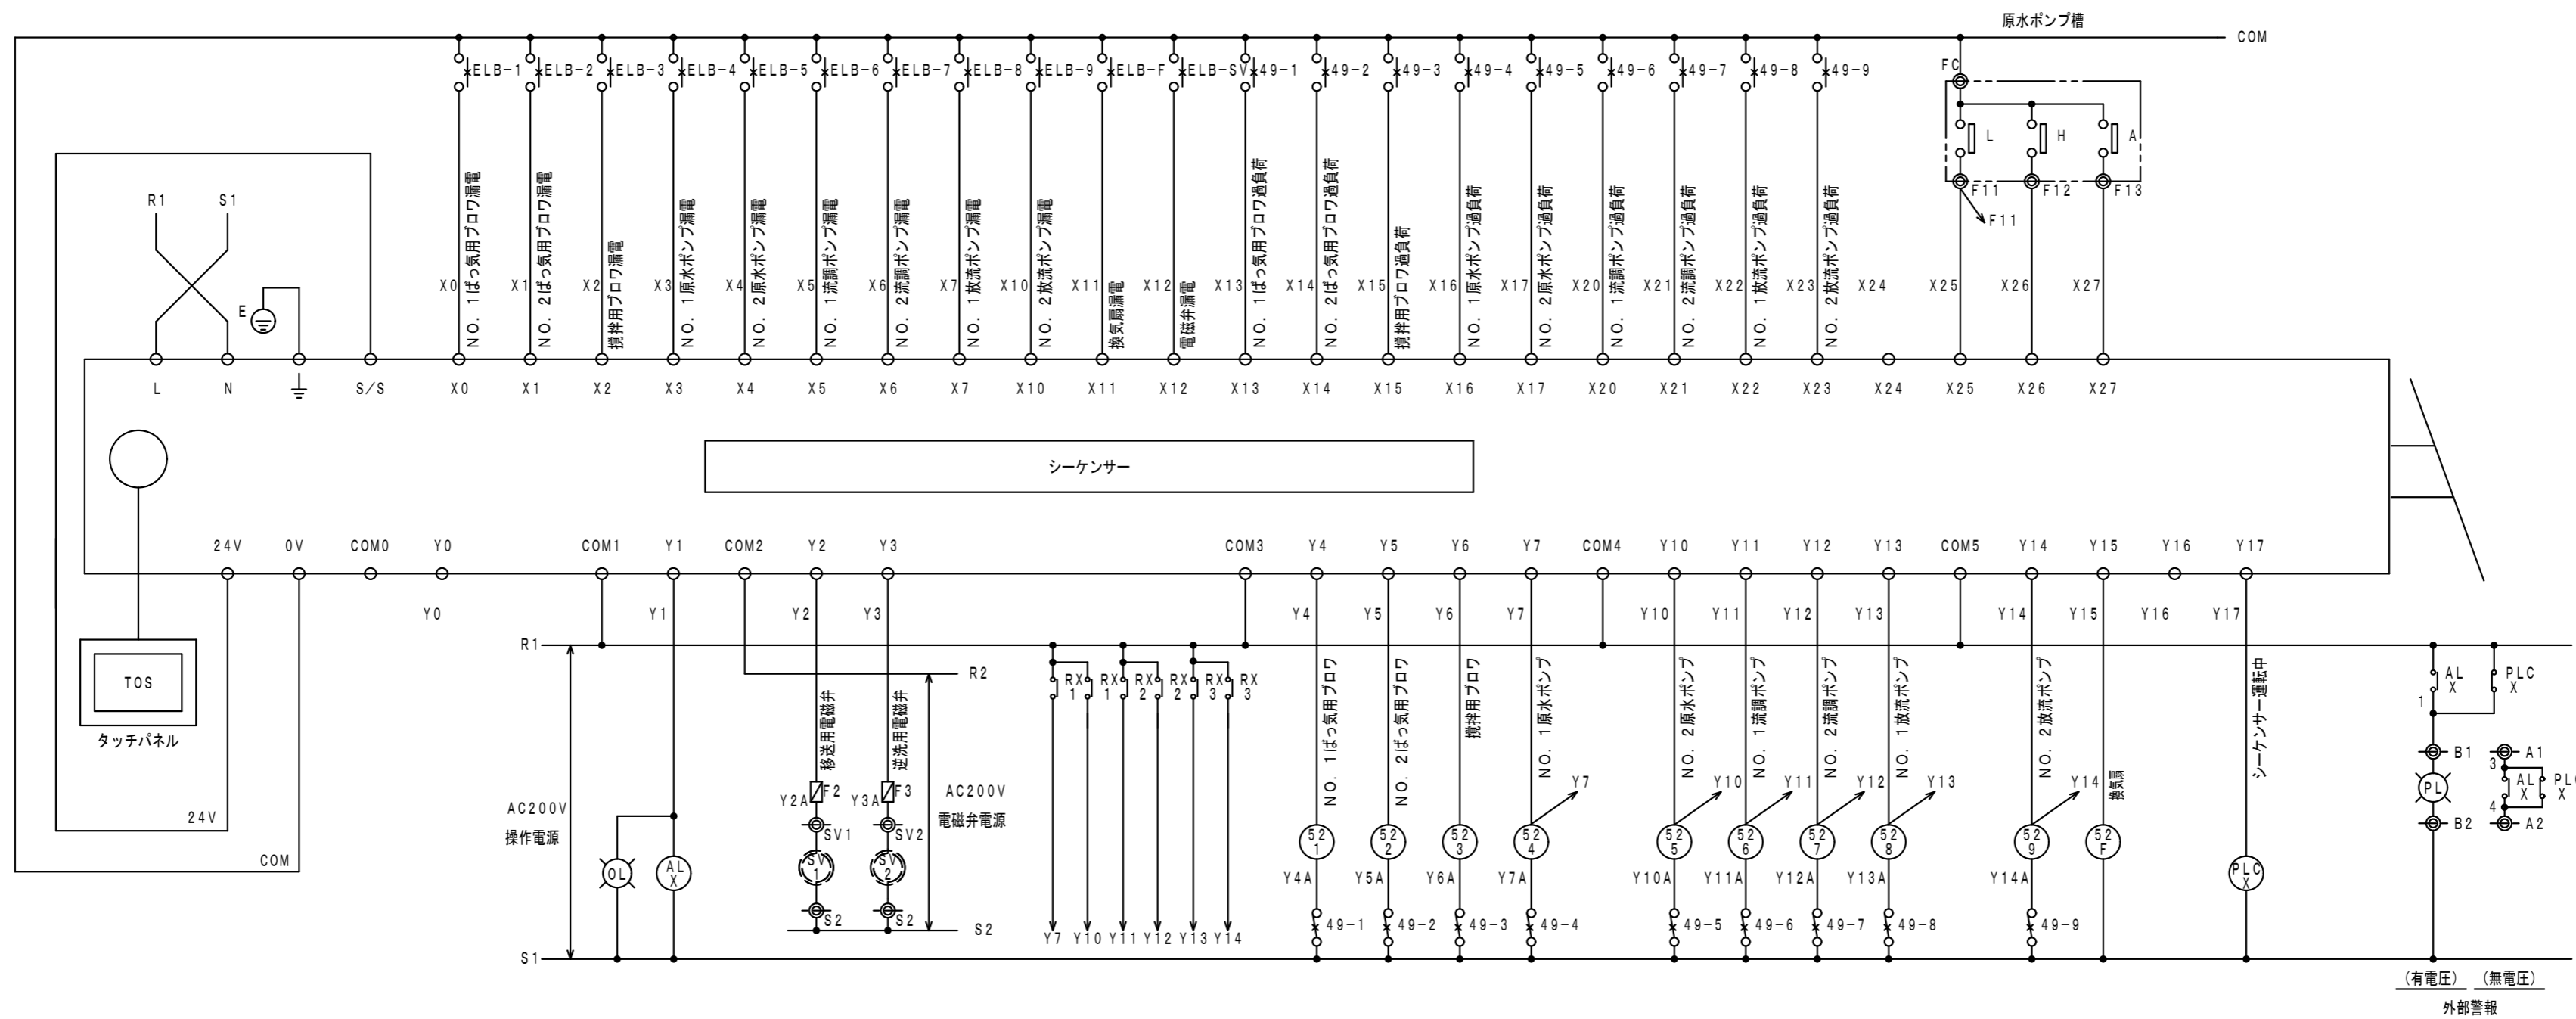 原水ポンプ槽
COM
ELB-1 ELB-2 ELB-3 ELB-4 ELB-5 ELB-6 ELB-7 ELB-8 ELB-9 ELB-F ELB-SV 49-1 49-2 49-3 49-4 49-5 49-6 49-7 49-8 49-9
FC
L H A
F11 F12 F13
F11
R1 S1
E
X0 X1 X2 X3 X4 X5 X6 X7 X10 X11 X12 X13 X14 X15 X16 X17 X20 X21 X22 X23 X24 X25 X26 X27
NO.1ばっ気用ブロワ漏電
NO.2ばっ気用ブロワ漏電
撹拌用ブロワ漏電
NO.1原水ポンプ漏電
NO.2原水ポンプ漏電
NO.1流調ポンプ漏電
NO.2流調ポンプ漏電
NO.1放流ポンプ漏電
NO.2放流ポンプ漏電
換気扇漏電
電磁弁漏電
NO.1ばっ気用ブロワ過負荷
NO.2ばっ気用ブロワ過負荷
撹拌用ブロワ過負荷
NO.1原水ポンプ過負荷
NO.2原水ポンプ過負荷
NO.1流調ポンプ過負荷
NO.2流調ポンプ過負荷
NO.1放流ポンプ過負荷
NO.2放流ポンプ過負荷
L N S/S X0 X1 X2 X3 X4 X5 X6 X7 X10 X11 X12 X13 X14 X15 X16 X17 X20 X21 X22 X23 X24 X25 X26 X27
シーケンサー
24V 0V COM0 Y0 COM1 Y1 COM2 Y2 Y3 COM3 Y4 Y5 Y6 Y7 COM4 Y10 Y11 Y12 Y13 COM5 Y14 Y15 Y16 Y17
Y0 Y1 Y2 Y3 Y4 Y5 Y6 Y7 Y10 Y11 Y12 Y13 Y14 Y15 Y16 Y17
R1
R2
TOS
タッチパネル
24V
COM
AC200V
操作電源
OL
AL
X
移送用電磁弁
逆洗用電磁弁
Y2A F2 Y3A F3
SV1 SV2
SV
1
SV
2
S2 S2
AC200V
電磁弁電源
S2
RX
1
RX
1
RX
2
RX
2
RX
3
RX
3
Y7 Y10 Y11 Y12 Y13 Y14
NO.1ばっ気用ブロワ
NO.2ばっ気用ブロワ
撹拌用ブロワ
NO.1原水ポンプ
NO.2原水ポンプ
NO.1流調ポンプ
NO.2流調ポンプ
NO.1放流ポンプ
NO.2放流ポンプ
換気扇
シーケンサー運転中
Y7 Y10 Y11 Y12 Y13 Y14
52 52 52 52 52 52 52 52 52 52
1 2 3 4 5 6 7 8 9 F
Y4A Y5A Y6A Y7A Y10A Y11A Y12A Y13A Y14A
49-1 49-2 49-3 49-4 49-5 49-6 49-7 49-8 49-9
PLC
X
S1
AL
X
PLC
X
1
B1 A1
3
PL
AL
X
PLC
X
4
B2 A2
(有電圧) (無電圧)
外部警報